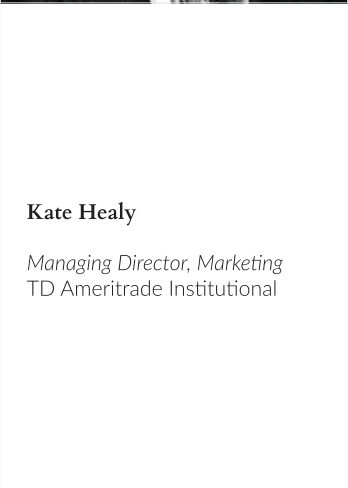 Kate Healy
Managing Director, Marketing
TD Ameritrade Institutional